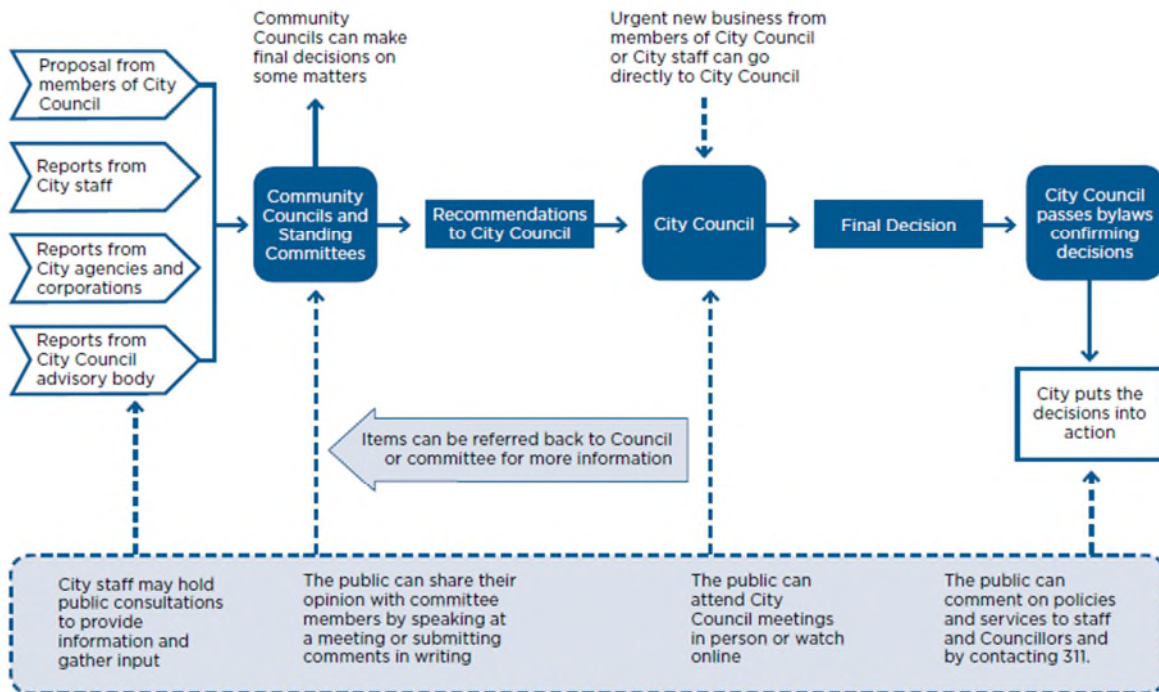 Community
Councils can make
final decisions on
some matters
Urgent new business from
members of City Council
or City staff can go
directly to City Council
Proposal from
members of City
Council
Reports from
City staff
Reports from
City agencies and
corporations
Reports from
City Council
advisory body
Community
Councils and
Standing
Committees
Recommendations
to City Council
City Council
Final Decision
City Council
passes bylaws
confirming
decisions
City puts the
decisions into
action
Items can be referred back to Council
or committee for more information
City staff may hold
public consultations
to provide
information and
gather input
The public can share their
opinion with committee
members by speaking at
a meeting or submitting
comments in writing
The public can
attend City
Council meetings
in person or watch
online
The public can
comment on policies
and services to staff
and Councillors and
by contacting 311.